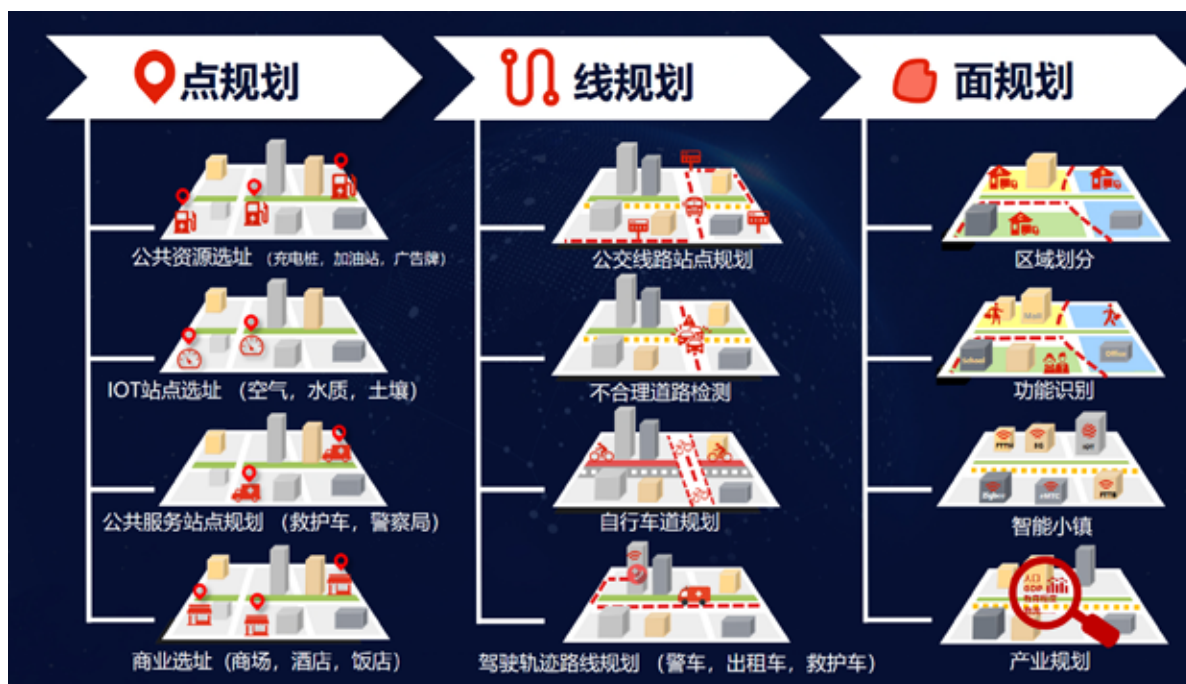 点规划
公共资源选址 （充电桩，加油站，广告牌）
IOT站点选址 （空气，水质，土壤）
公共服务站点规划 （救护车，警察局）
商业选址（商场，酒店，饭店）
线规划
公交线路站点规划
不合理道路检测
自行车道规划
驾驶轨迹路线规划 （警车，出租车，救护车）
面规划
区域划分
Mall
School
Office
功能识别
智能小镇
人口
GDP
产业规划